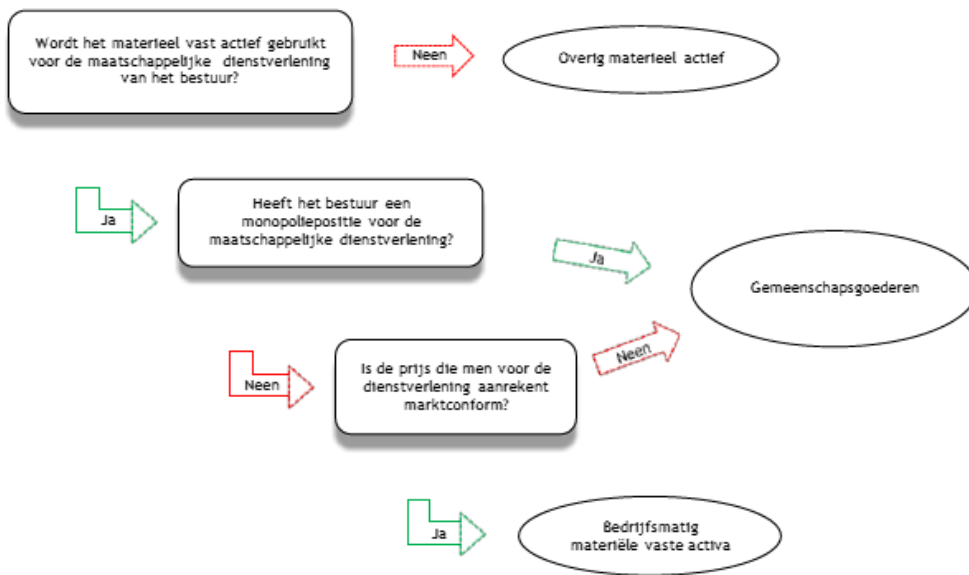 Wordt het materieel vast actief gebruikt
voor de maatschappelijke dienstverlening
van het bestuur?
Neen
Overig materieel actief
Ja
Heeft het bestuur een
monopoliepositie voor de
maatschappelijke dienstverlening?
Ja
Gemeenschapsgoederen
Neen
Is de prijs die men voor de
dienstverlening aanrekent
marktconform?
Neen
Ja
Bedrijfsmatig
materiële vaste activa